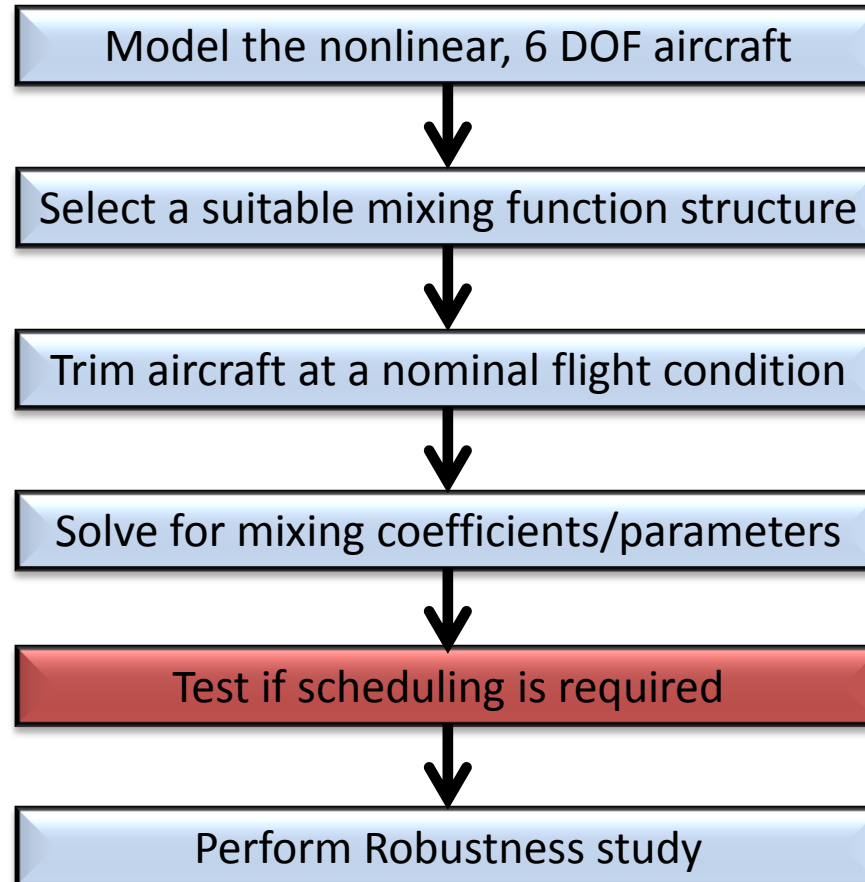 Model the nonlinear, 6 DOF aircraft
Select a suitable mixing function structure
Trim aircraft at a nominal flight condition
Solve for mixing coefficients/parameters
Test if scheduling is required
Perform Robustness study